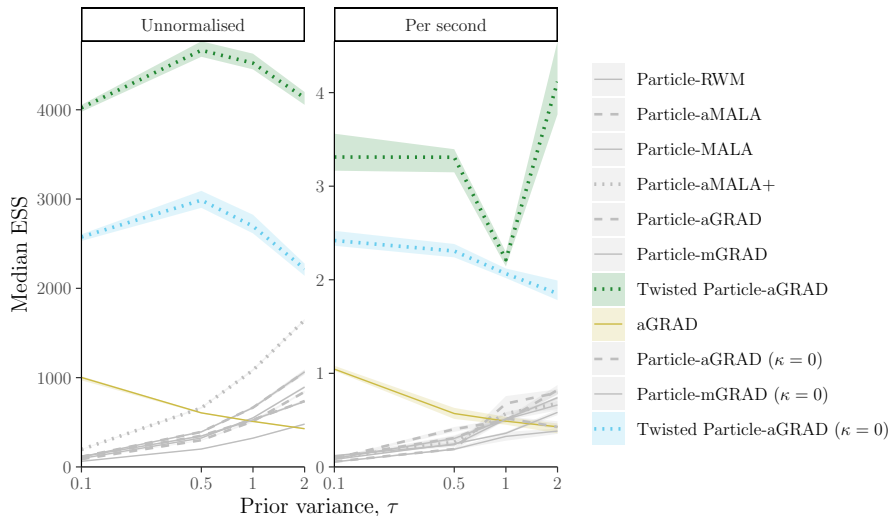 Unnormalised
Per second
Median ESS
4000
3000
2000
1000
0
4
3
2
1
0
0.1
0.5
1
2
0.1
0.5
1
2
Prior variance, τ
Particle-RWM
Particle-aMALA
Particle-MALA
Particle-aMALA+
Particle-aGRAD
Particle-mGRAD
Twisted Particle-aGRAD
aGRAD
Particle-aGRAD (κ = 0)
Particle-mGRAD (κ = 0)
Twisted Particle-aGRAD (κ = 0)